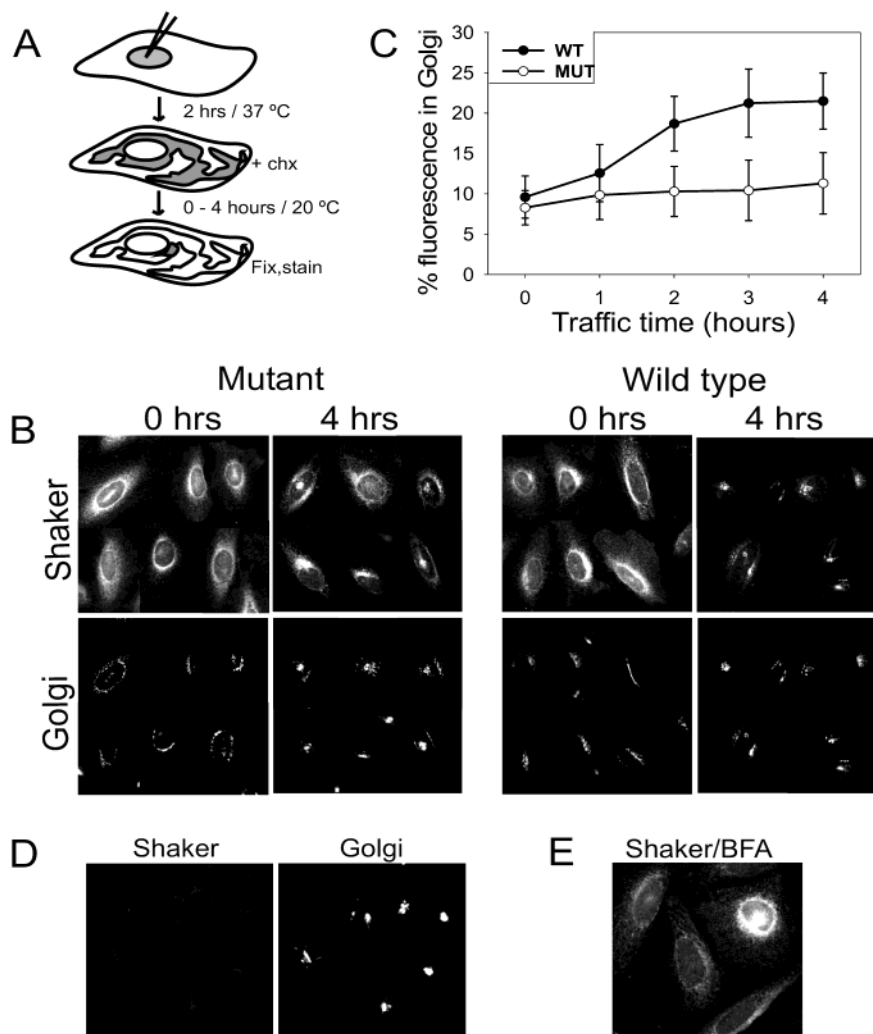 A
2 hrs / 37 ºC
+ chx
0 - 4 hours / 20 ºC
Fix,stain
C
WT
MUT
% fluorescence in Golgi
30
25
20
15
10
5
0
0 1 2 3 4
Traffic time (hours)
B
Mutant
0 hrs 4 hrs
Wild type
0 hrs 4 hrs
Shaker
Golgi
D
Shaker Golgi
E
Shaker/BFA